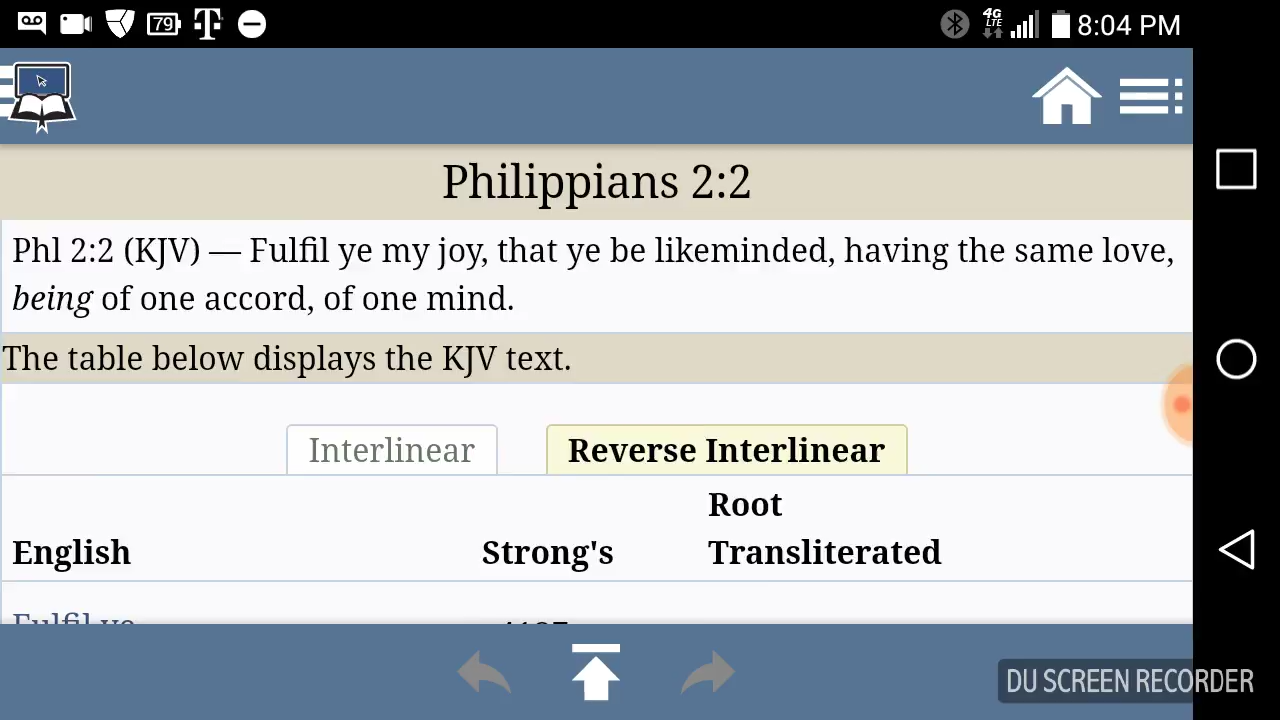 79 4G LTE 8:04 PM
Philippians 2:2
Phl 2:2 (KJV) — Fulfil ye my joy, that ye be likeminded, having the same love,
being of one accord, of one mind.
The table below displays the KJV text.
Interlinear Reverse Interlinear
Root
English Strong's Transliterated
Fulfil ye
DU SCREEN RECORDER